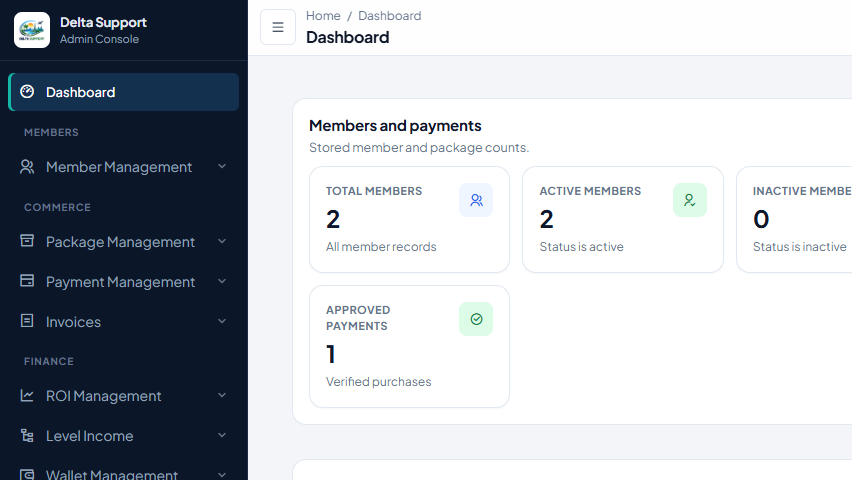 Delta Support
Admin Console
Dashboard
MEMBERS
Member Management
COMMERCE
Package Management
Payment Management
Invoices
FINANCE
ROI Management
Level Income
Wallet Management
Home / Dashboard
Dashboard
Members and payments
Stored member and package counts.
TOTAL MEMBERS
2
All member records
ACTIVE MEMBERS
2
Status is active
INACTIVE MEMBE
0
Status is inactive
APPROVED
PAYMENTS
1
Verified purchases